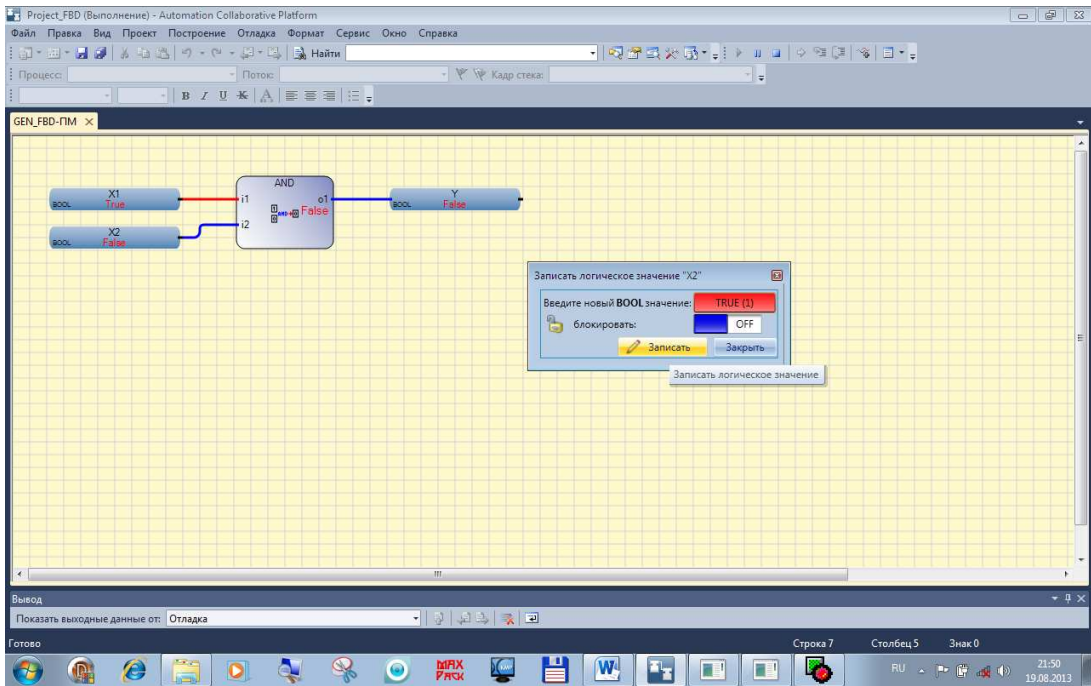 Project_FBD (Выполнение) - Automation Collaborative Platform
Файл Правка Вид Проект Построение Отладка Формат Сервис Окно Справка
Найти
Процесс: Поток: Кадр стека:
B I U K A
GEN_FBD-ПМ
X1
BOOL True
X2
BOOL False
AND
i1 o1
AND False
i2
Y
BOOL False
Записать логическое значение "X2"
Введите новый BOOL значение: TRUE (1)
блокировать: OFF
Записать Закрыть
Записать логическое значение
Вывод
Показать выходные данные от: Отладка
Готово Строка 7 Столбец 5 Знак 0
MAX
PACK
W
RU 21:50
19.08.2013